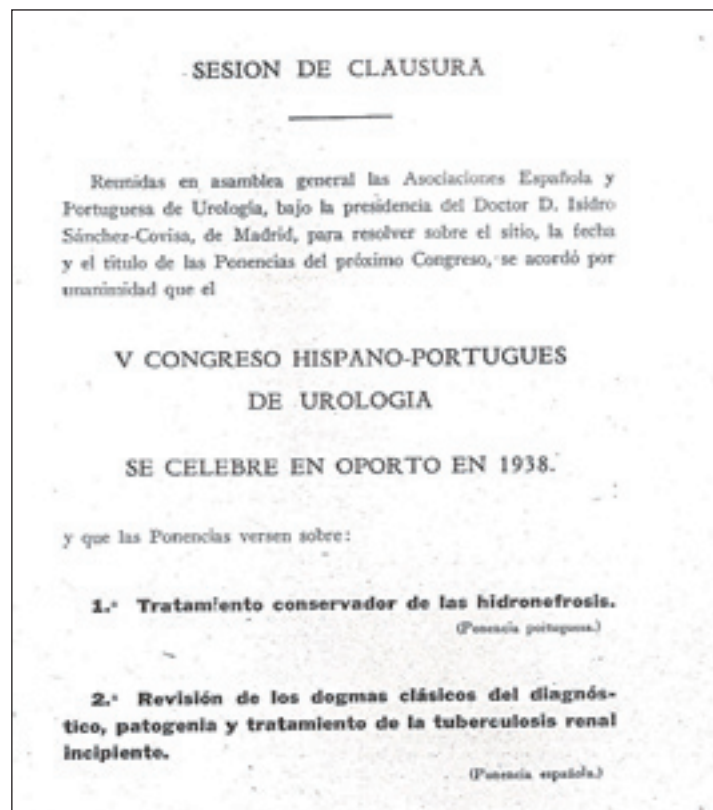 SESION DE CLAUSURA
Reunidas en asamblea general las Asociaciones Española y
Portuguesa de Urología, bajo la presidencia del Doctor D. Isidro
Sánchez-Covisa, de Madrid, para resolver sobre el sitio, la fecha
y el título de las Ponencias del próximo Congreso, se acordó por
unanimidad que el
V CONGRESO HISPANO-PORTUGUES
DE UROLOGIA
SE CELEBRE EN OPORTO EN 1938.
y que las Ponencias versen sobre:
1.ª Tratamiento conservador de las hidronefrosis.
(Ponencia portuguesa.)
2.ª Revisión de los dogmas clásicos del diagnós-
tico, patogenia y tratamiento de la tuberculosis renal
incipiente.
(Ponencia española.)